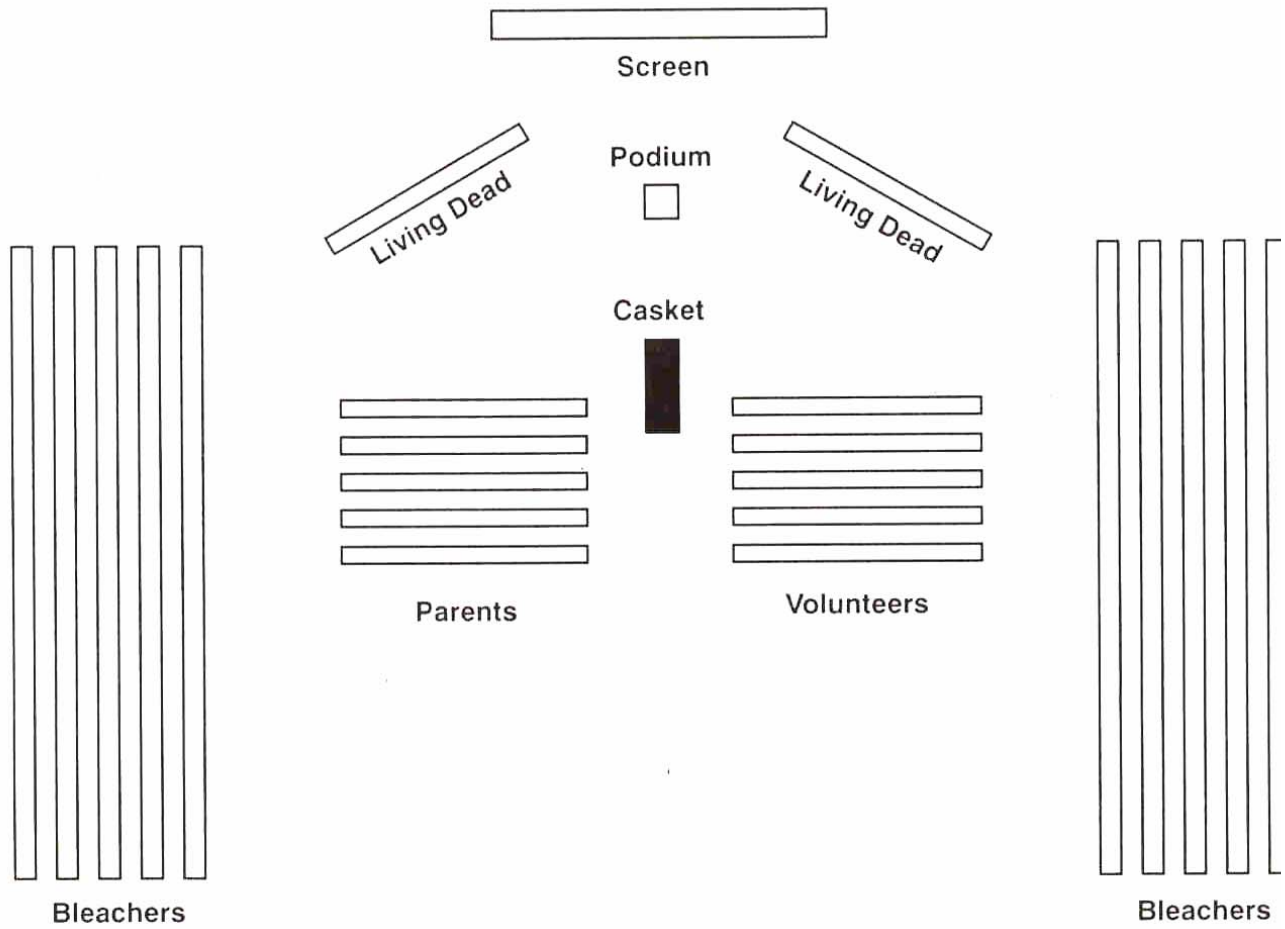 Screen
Podium
Living Dead
Living Dead
Casket
Parents
Volunteers
Bleachers
Bleachers